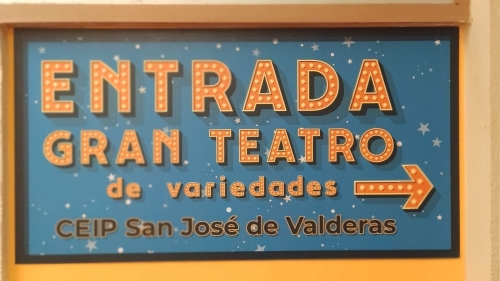 ENTRADA
GRAN TEATRO
de variedades
CEIP San José de Valderas